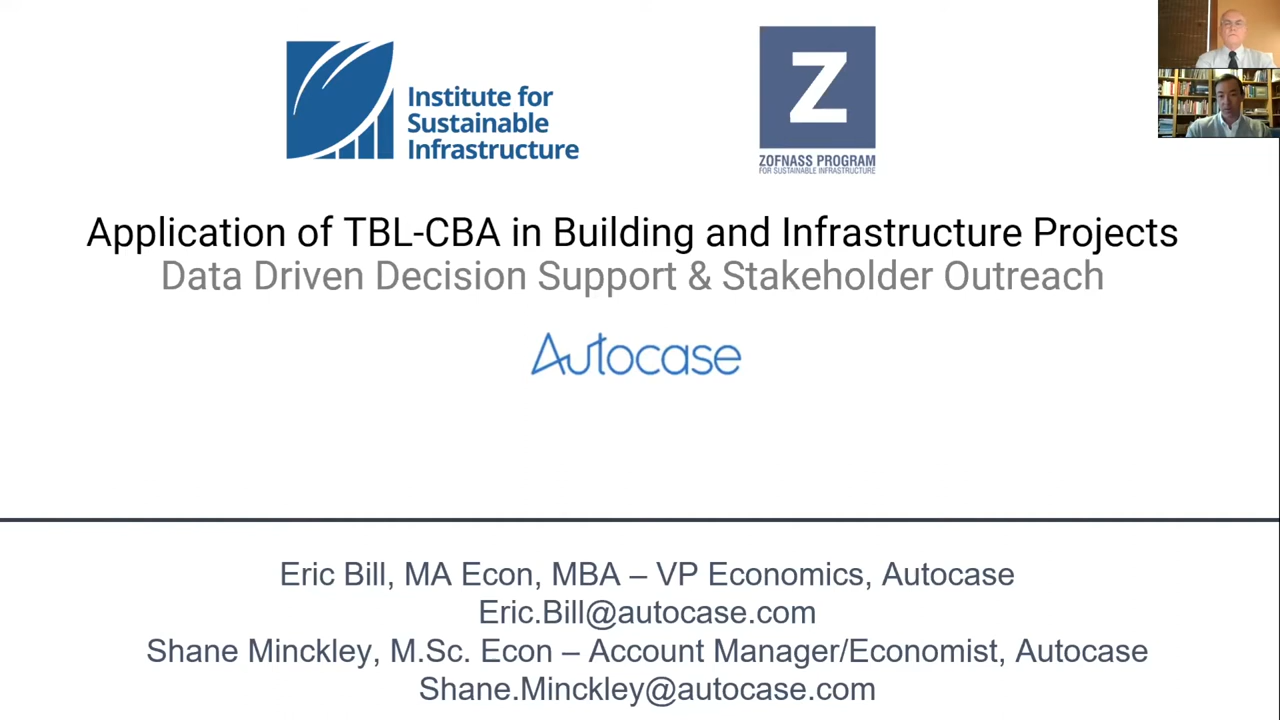 Institute for
Sustainable
Infrastructure
Z
ZOFNASS PROGRAM
FOR SUSTAINABLE INFRASTRUCTURE
Application of TBL-CBA in Building and Infrastructure Projects
Data Driven Decision Support & Stakeholder Outreach
Autocase
Eric Bill, MA Econ, MBA – VP Economics, Autocase
Eric.Bill@autocase.com
Shane Minckley, M.Sc. Econ – Account Manager/Economist, Autocase
Shane.Minckley@autocase.com